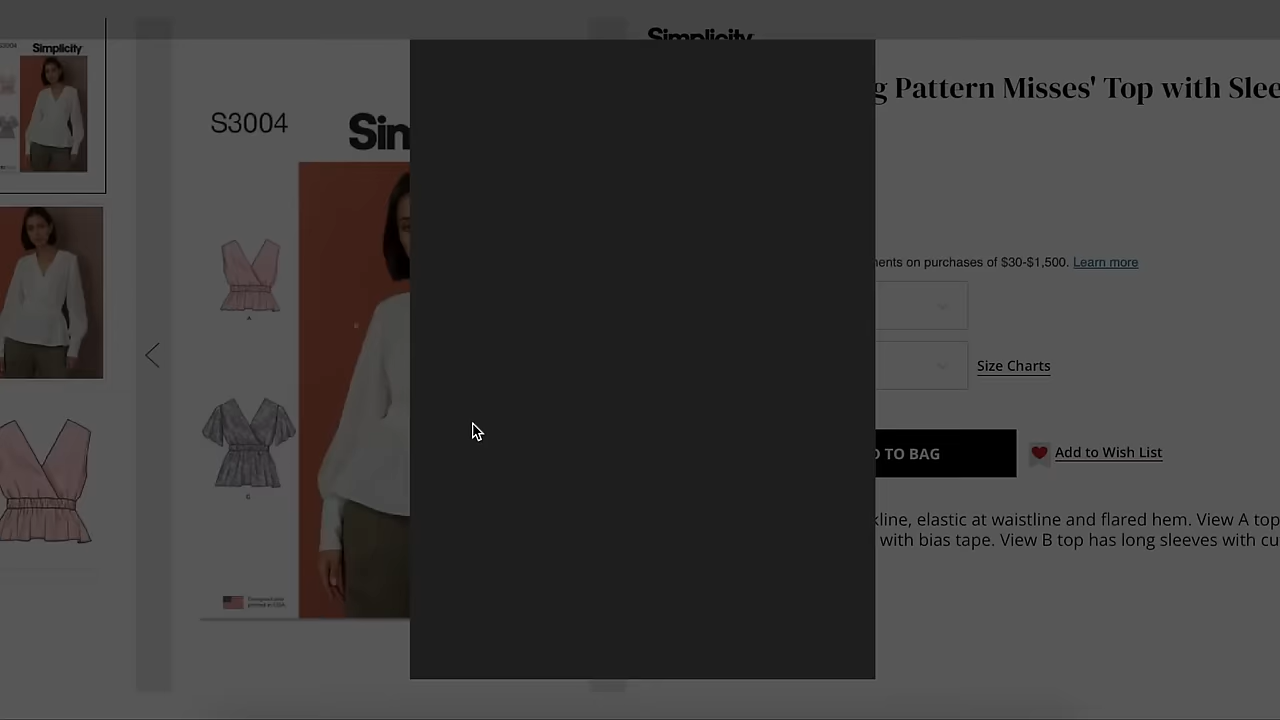 Simplicity
S3004
Simplicity
Sim
g Pattern Misses' Top with Slee
ents on purchases of $30-$1,500. Learn more
Size Charts
D TO BAG
Add to Wish List
kline, elastic at waistline and flared hem. View A top
with bias tape. View B top has long sleeves with cu
A